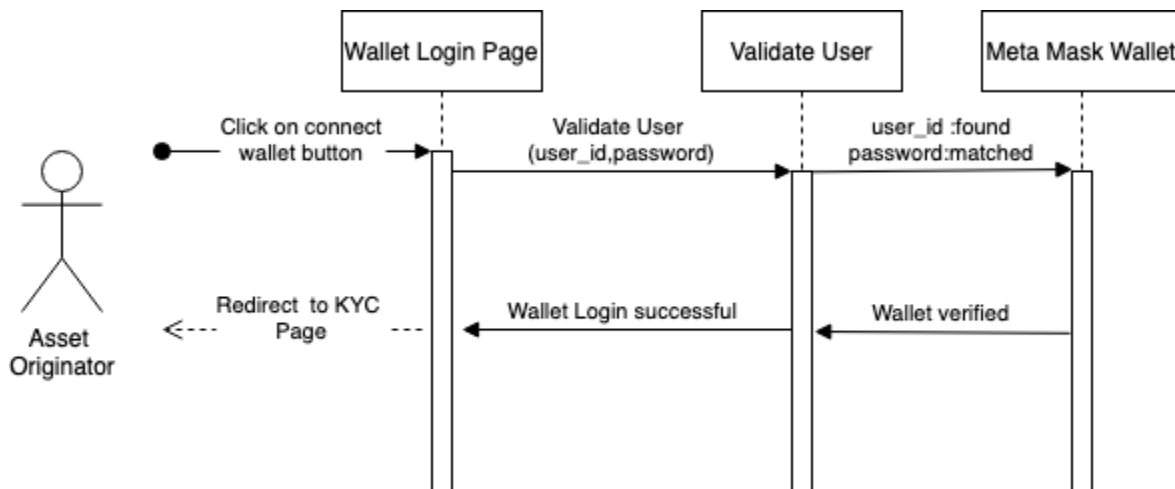 Wallet Login Page
Validate User
Meta Mask Wallet
Click on connect
wallet button
Validate User
(user_id,password)
user_id :found
password:matched
Redirect to KYC
Page
Wallet Login successful
Wallet verified
Asset
Originator